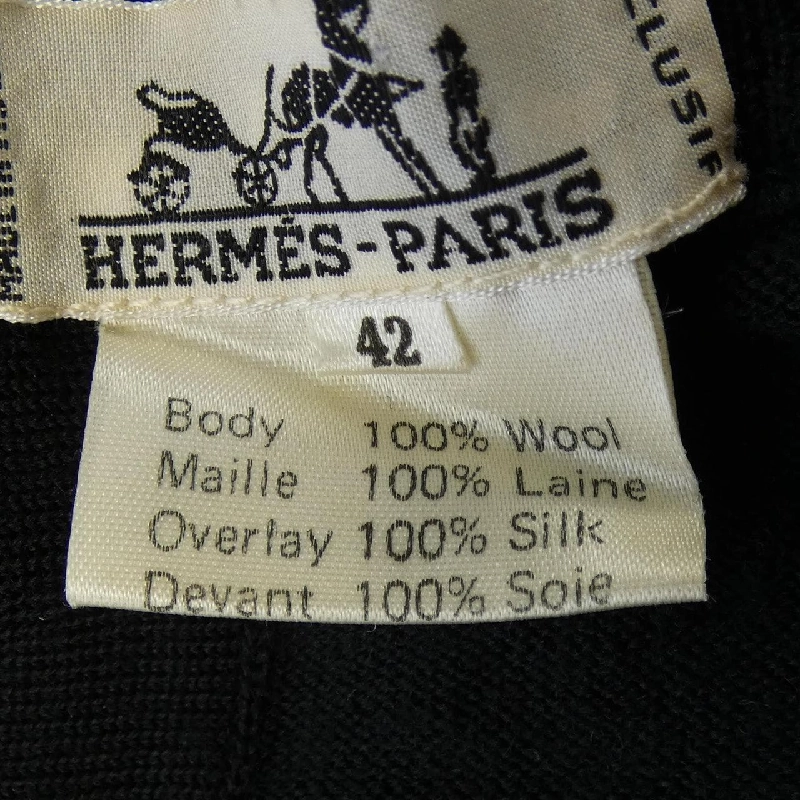 HERMÈS-PARIS
42
Body 100% Wool
Maille 100% Laine
Overlay 100% Silk
Devant 100% Soie